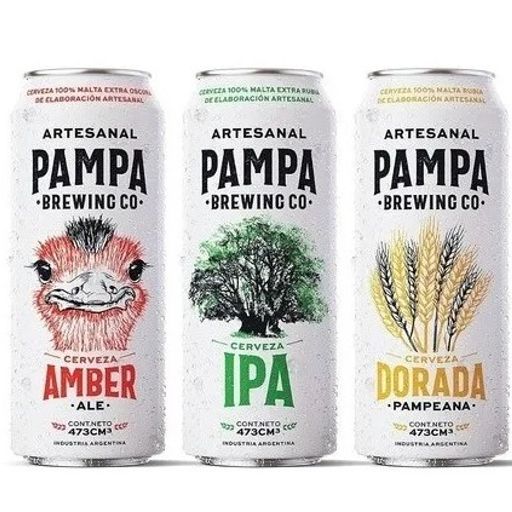 CERVEZA 100% MALTA EXTRA OSCURA
DE ELABORACIÓN ARTESANAL
ARTESANAL
PAMPA
·BREWING CO·
CERVEZA
AMBER
·ALE·
CONT.NETO
473CM³
INDUSTRIA ARGENTINA
CERVEZA 100% MALTA EXTRA RUBIA
DE ELABORACIÓN ARTESANAL
ARTESANAL
PAMPA
·BREWING CO·
CERVEZA
IPA
CONT.NETO
473CM³
INDUSTRIA ARGENTINA
CERVEZA 100% MALTA EXTRA RUBIA
DE ELABORACIÓN ARTESANAL
ARTESANAL
PAMPA
·BREWING CO·
CERVEZA
DORADA
·PAMPEANA·
CONT.NETO
473CM³
INDUSTRIA ARGENTINA